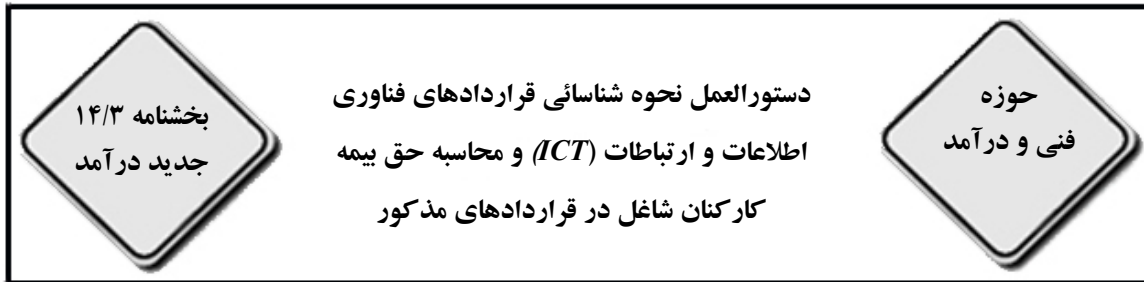 حوزه
فنی و درآمد
دستورالعمل نحوه شناسائی قراردادهای فناوری
اطلاعات و ارتباطات (ICT) و محاسبه حق بیمه
کارکنان شاغل در قراردادهای مذکور
بخشنامه ۱۴/۳
جدید درآمد